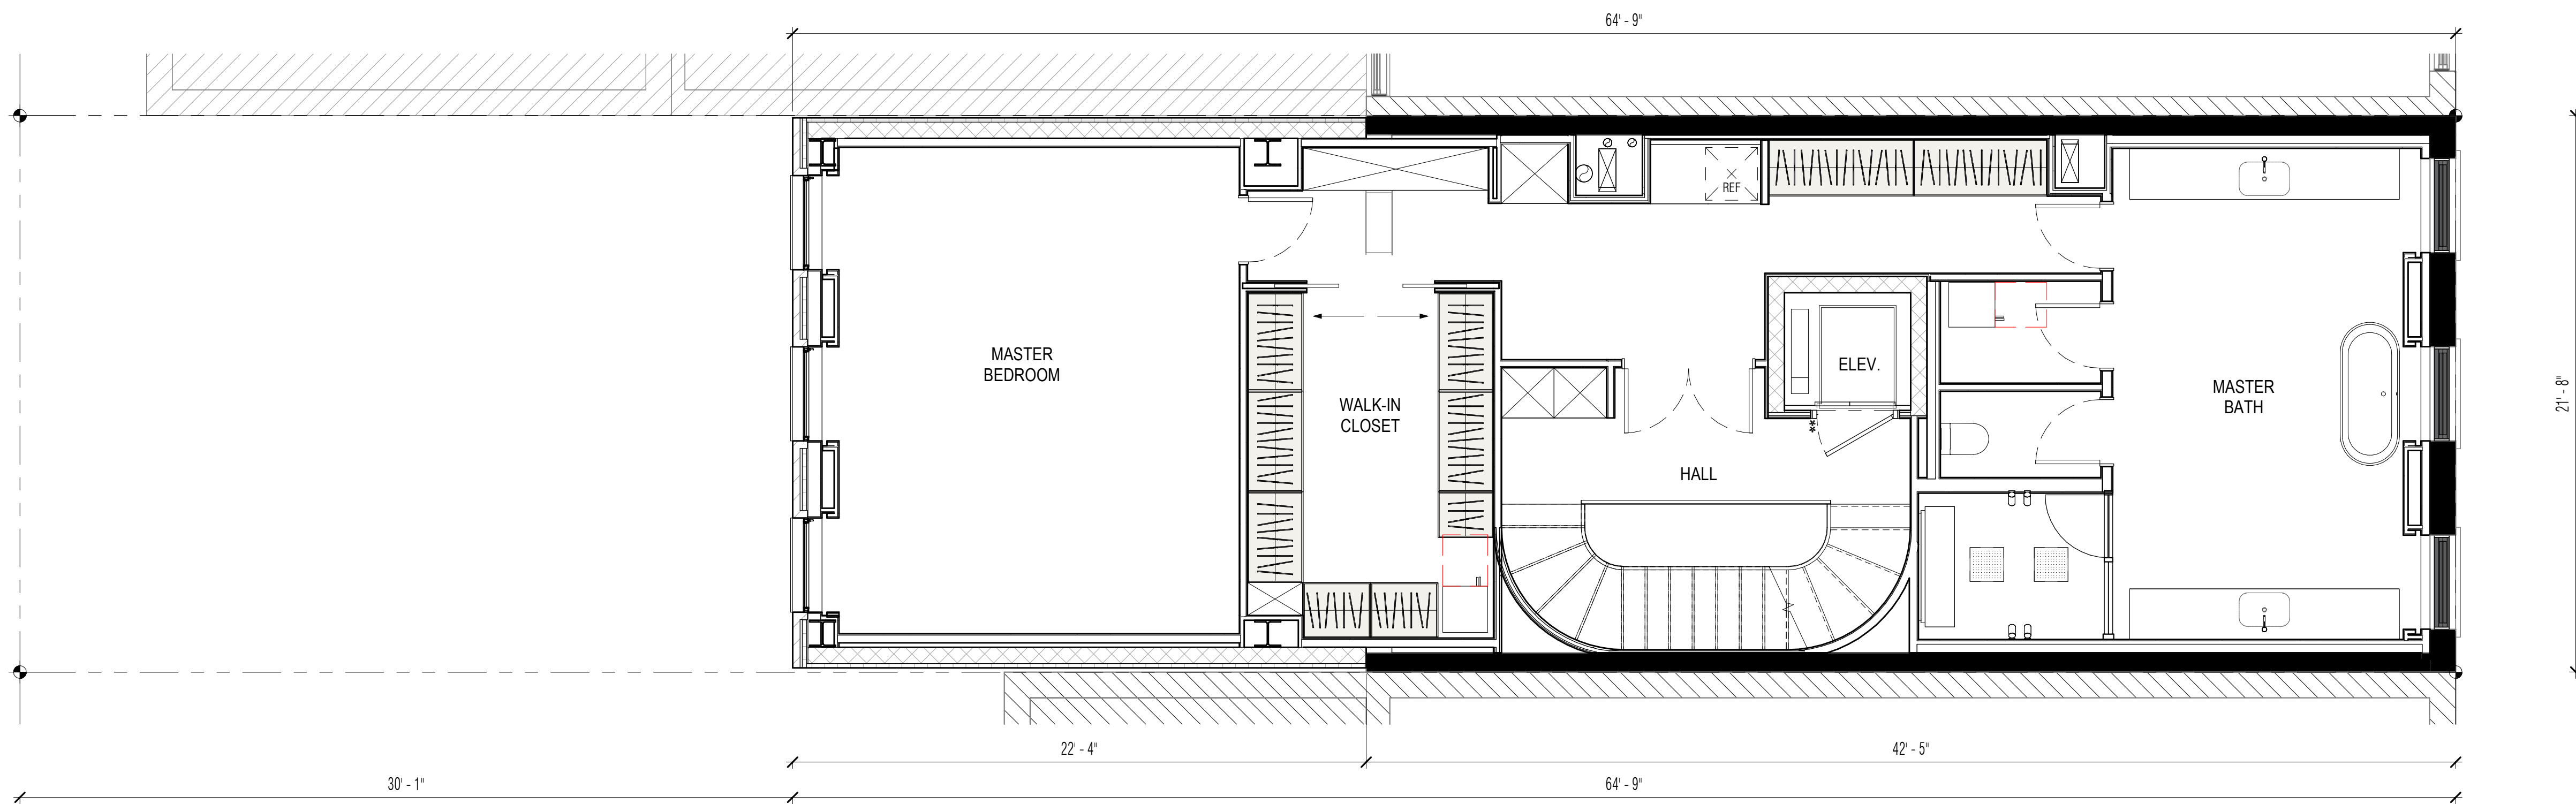 64' - 9"
REF
MASTER
BEDROOM
WALK-IN
CLOSET
ELEV.
**
HALL
MASTER
BATH
21' - 8"
22' - 4"
42' - 5"
30' - 1"
64' - 9"